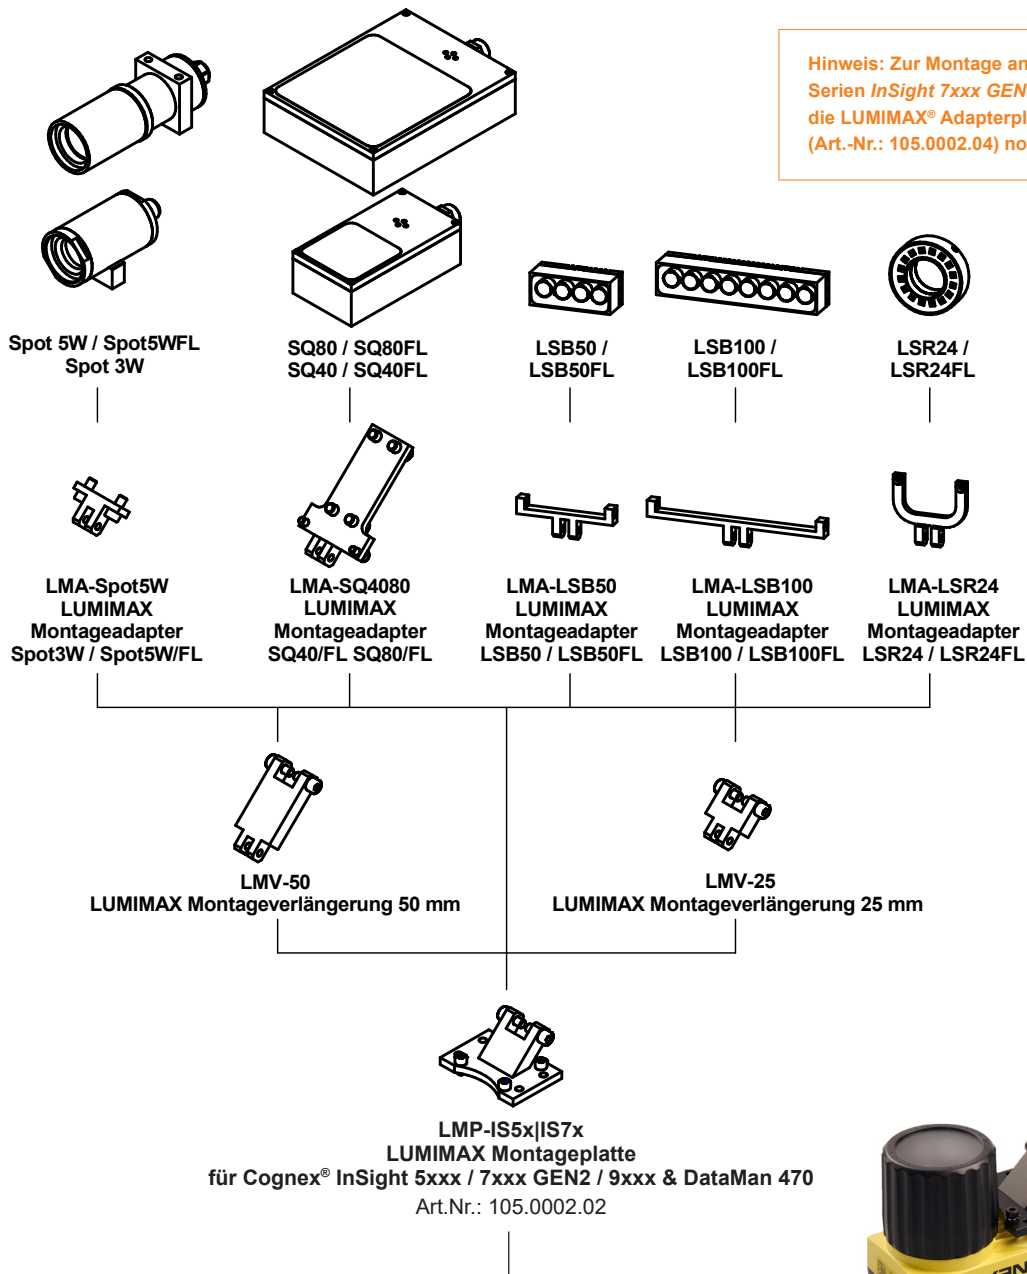 Hinweis: Zur Montage an
Serien InSight 7xxx GEN
die LUMIMAX® Adapterpl
(Art.-Nr.: 105.0002.04) no
Spot 5W / Spot5WFL
Spot 3W
SQ80 / SQ80FL
SQ40 / SQ40FL
LSB50 /
LSB50FL
LSB100 /
LSB100FL
LSR24 /
LSR24FL
LMA-Spot5W
LUMIMAX
Montageadapter
Spot3W / Spot5W/FL
LMA-SQ4080
LUMIMAX
Montageadapter
SQ40/FL SQ80/FL
LMA-LSB50
LUMIMAX
Montageadapter
LSB50 / LSB50FL
LMA-LSB100
LUMIMAX
Montageadapter
LSB100 / LSB100FL
LMA-LSR24
LUMIMAX
Montageadapter
LSR24 / LSR24FL
LMV-50
LUMIMAX Montageverlängerung 50 mm
LMV-25
LUMIMAX Montageverlängerung 25 mm
LMP-IS5x|IS7x
LUMIMAX Montageplatte
für Cognex® InSight 5xxx / 7xxx GEN2 / 9xxx & DataMan 470
Art.Nr.: 105.0002.02